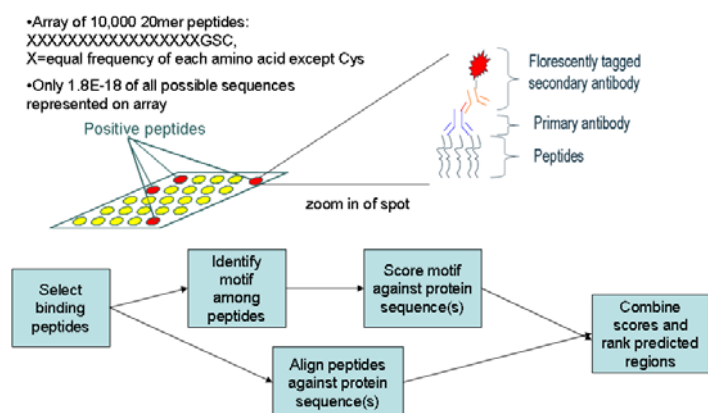 •Array of 10,000 20mer peptides:
XXXXXXXXXXXXXXXXXGSC,
X=equal frequency of each amino acid except Cys
•Only 1.8E-18 of all possible sequences
represented on array
Positive peptides
Florescently tagged
secondary antibody
Primary antibody
Peptides
zoom in of spot
Select
binding
peptides
Identify
motif
among
peptides
Score motif
against protein
sequence(s)
Align peptides
against protein
sequence(s)
Combine
scores and
rank predicted
regions